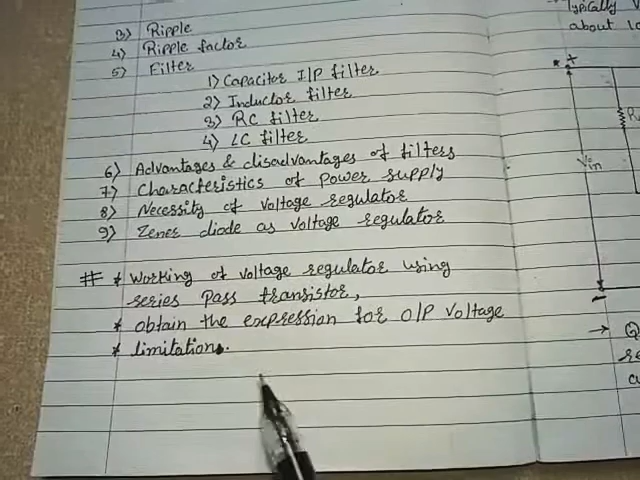 3) Ripple
4) Ripple factor
5) Filter
1) Capacitor I/P filter
2) Inductor filter
3) RC filter
4) LC filter
6) Advantages & disadvantages of filters
7) Characteristics of power supply
8) Necessity of voltage regulator
9) Zener diode as voltage regulator
# * Working of voltage regulator using
series pass transistor,
* obtain the expression for O/P voltage
* limitation.
Typically
about
+
Vin
-
→